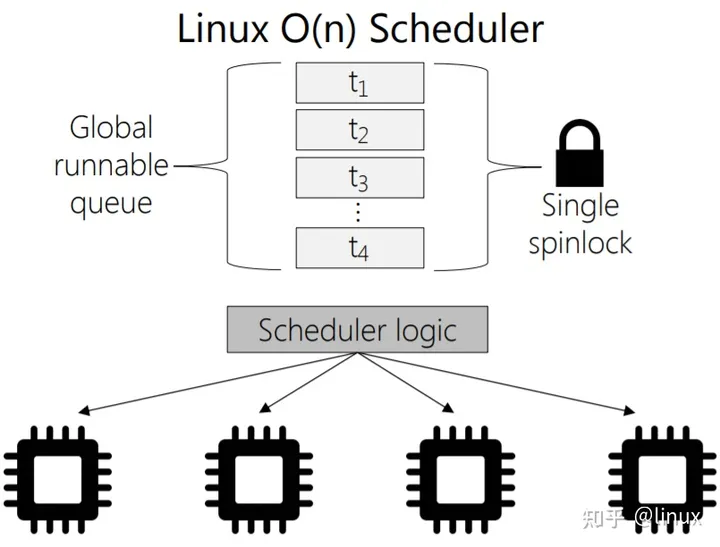 Linux O(n) Scheduler
Global
runnable
queue
t₁
t₂
t₃
⋮
t₄
Single
spinlock
Scheduler logic
知乎 @linux